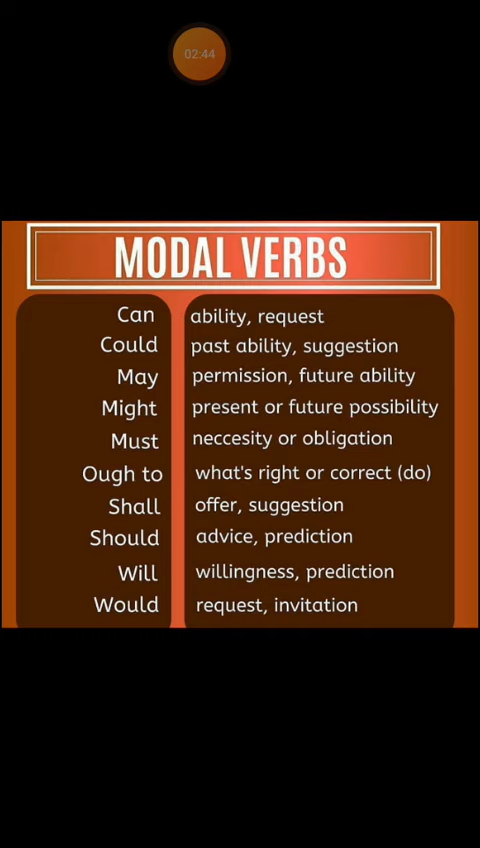 02:44
MODAL VERBS
Can ability, request
Could past ability, suggestion
May permission, future ability
Might present or future possibility
Must neccesity or obligation
Ough to what's right or correct (do)
Shall offer, suggestion
Should advice, prediction
Will willingness, prediction
Would request, invitation